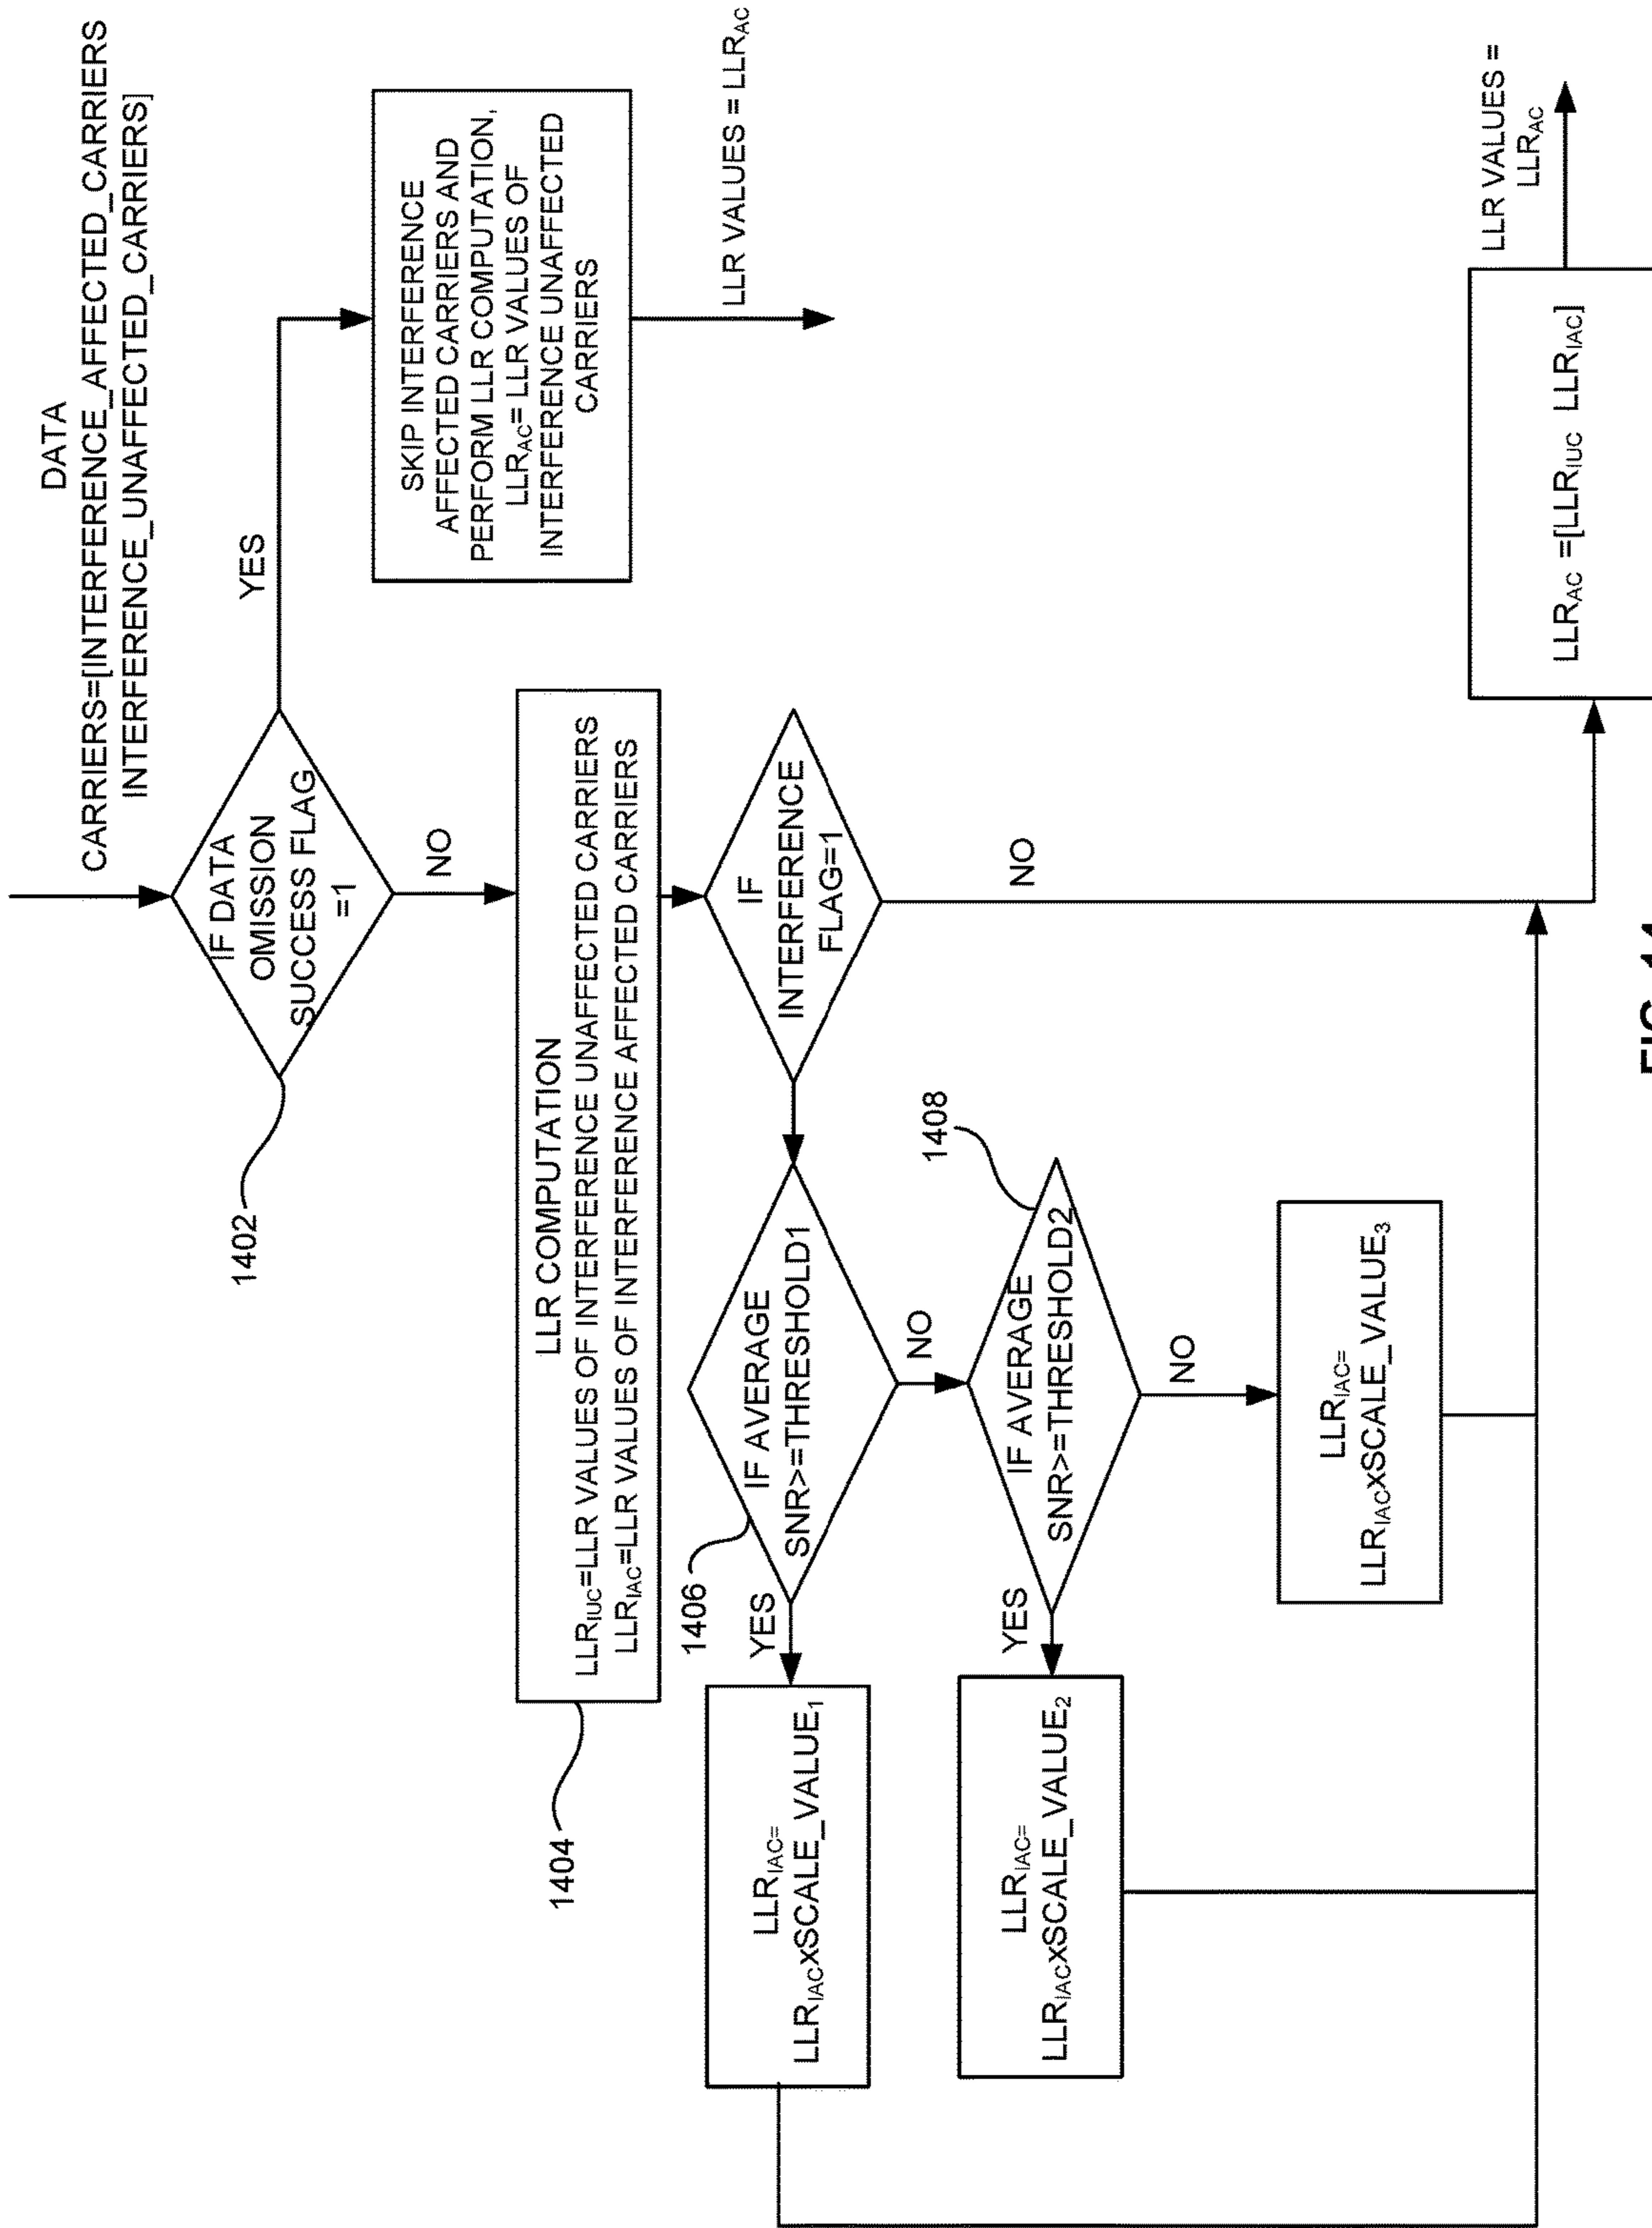 DATA
CARRIERS=[INTERFERENCE_AFFECTED_CARRIERS
INTERFERENCE_UNAFFECTED_CARRIERS]
IF DATA
OMISSION
SUCCESS FLAG
=1
1402
YES
NO
SKIP INTERFERENCE
AFFECTED CARRIERS AND
PERFORM LLR COMPUTATION,
LLRAC= LLR VALUES OF
INTERFERENCE UNAFFECTED
CARRIERS
LLR VALUES = LLRAC
LLR COMPUTATION
LLRIUC=LLR VALUES OF INTERFERENCE UNAFFECTED CARRIERS
LLRIAC=LLR VALUES OF INTERFERENCE AFFECTED CARRIERS
1404
IF
INTERFERENCE
FLAG=1
NO
IF AVERAGE
SNR>=THRESHOLD1
1406
YES
NO
LLRIAC=
LLRIACxSCALE_VALUE1
IF AVERAGE
SNR>=THRESHOLD2
1408
YES
NO
LLRIAC=
LLRIACxSCALE_VALUE2
LLRIAC=
LLRIACxSCALE_VALUE3
LLRAC =[LLRIUC LLRIAC]
LLR VALUES =
LLRAC